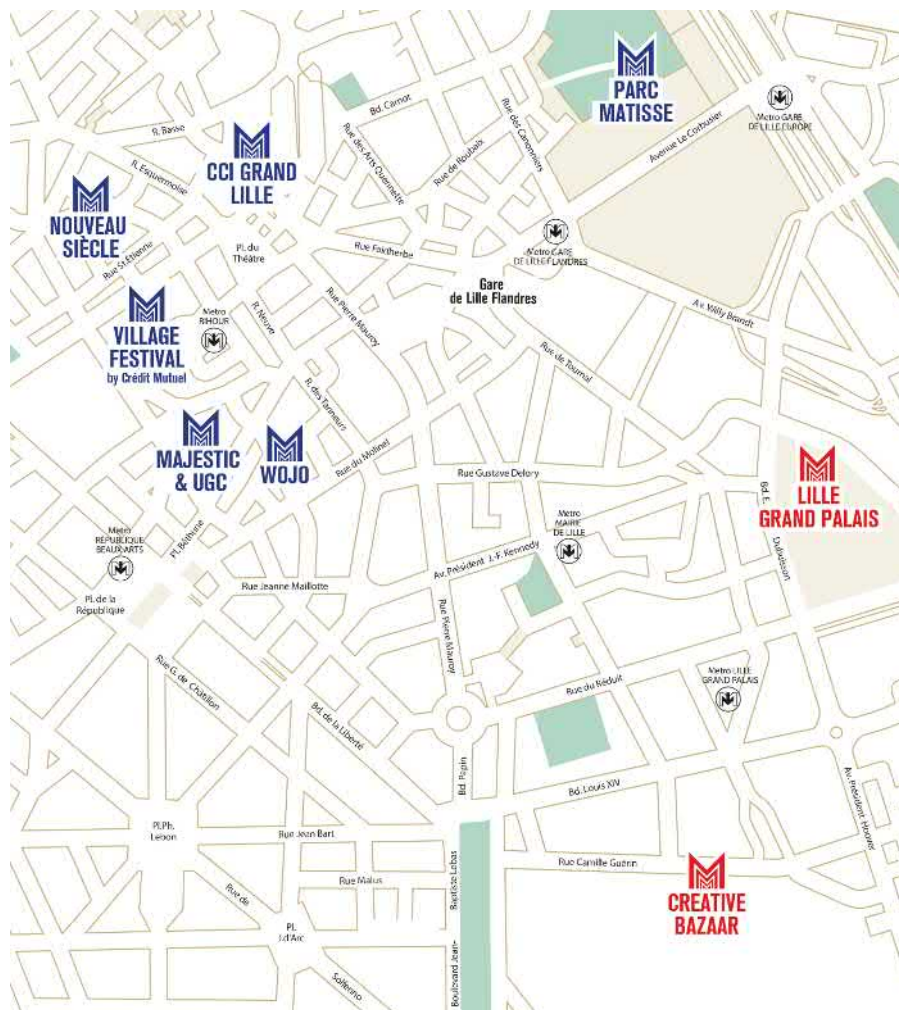 PARC
MATISSE
Metro GARE
DE LILLE EUROPE
Bd. Carnot
Rue des Canonniers
Avenue Le Corbusier
R. Basse
CCI GRAND
LILLE
Rue des Arts
Rue de Roubaix
R. Esquermoise
NOUVEAU
SIÈCLE
Rue St.Etienne
Pl. du
Théâtre
Rue Faidherbe
Metro GARE
DE LILLE FLANDRES
Gare
de Lille Flandres
Av. Willy Brandt
VILLAGE
FESTIVAL
by Crédit Mutuel
Metro
RIHOUR
R. Neuve
Rue Pierre Mauroy
Rue de Tournai
R. des Tanneurs
MAJESTIC
& UGC
WOJO
Rue du Molinel
Rue Gustave Delory
LILLE
GRAND PALAIS
Bd. E.
Dubuisson
Metro
MAIRIE
DE LILLE
Metro
RÉPUBLIQUE
BEAUX-ARTS
Pl. Béthune
Av. Président J.-F. Kennedy
Rue Jeanne Maillotte
Pl. de la
République
Rue Pierre Mauroy
Rue G. de Châtillon
Bd. de la Liberté
Rue du Réduit
Metro LILLE
GRAND PALAIS
Bd. Papin
Bd. Louis XIV
Av. Président Hoover
Pl.Ph.
Lebon
Rue Jean Bart
Rue Camille Guérin
Rue Malus
Rue de
CREATIVE
BAZAAR
Pl.
J.d'Arc
Boulevard Jean-
Baptiste Lebas
Solférino